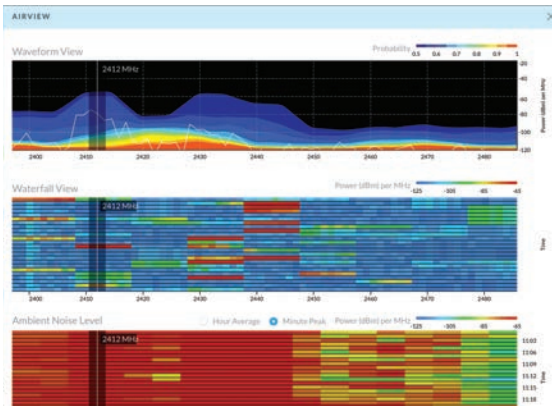 AIRVIEW
Waveform View
Probability
0.5 0.6 0.7 0.8 0.9 1
2412 MHz
-20
-40
-60
-80
-100
-120
Power (dBm) per MHz
2400 2410 2420 2430 2440 2450 2460 2470 2480
Waterfall View
Power (dBm) per MHz
-125 -105 -85 -65
2412 MHz
Time
2400 2410 2420 2430 2440 2450 2460 2470 2480
Ambient Noise Level
Hour Average
Minute Peak
Power (dBm) per MHz
-125 -105 -85 -65
2412 MHz
11:03
11:06
11:09
11:12
11:15
11:18
Time